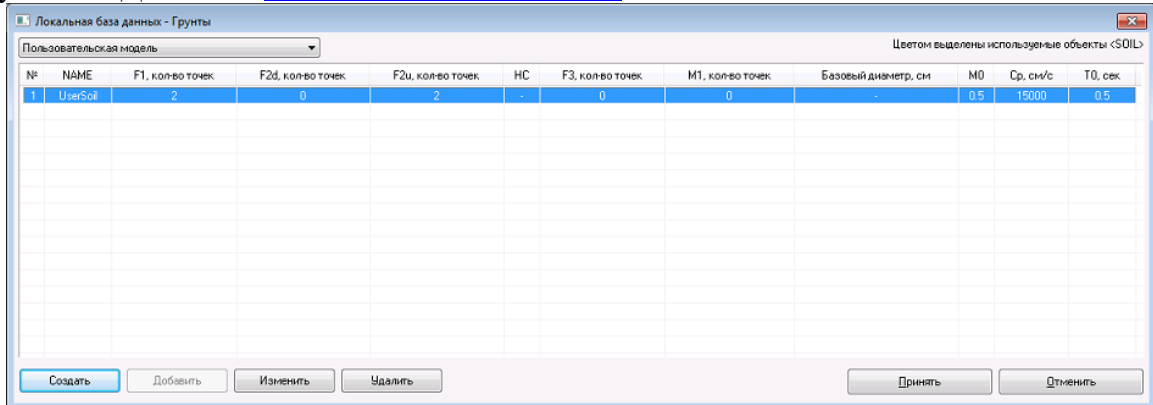 Локальная база данных - Грунты
Пользовательская модель Цветом выделены используемые объекты <SOIL>
№ NAME F1, кол-во точек F2d, кол-во точек F2u, кол-во точек HC F3, кол-во точек M1, кол-во точек Базовый диаметр, см M0 Cp, см/с T0, сек
1 UserSoil 2 0 2 - 0 0 - 0.5 15000 0.5
Создать Добавить Изменить Удалить Принять Отменить